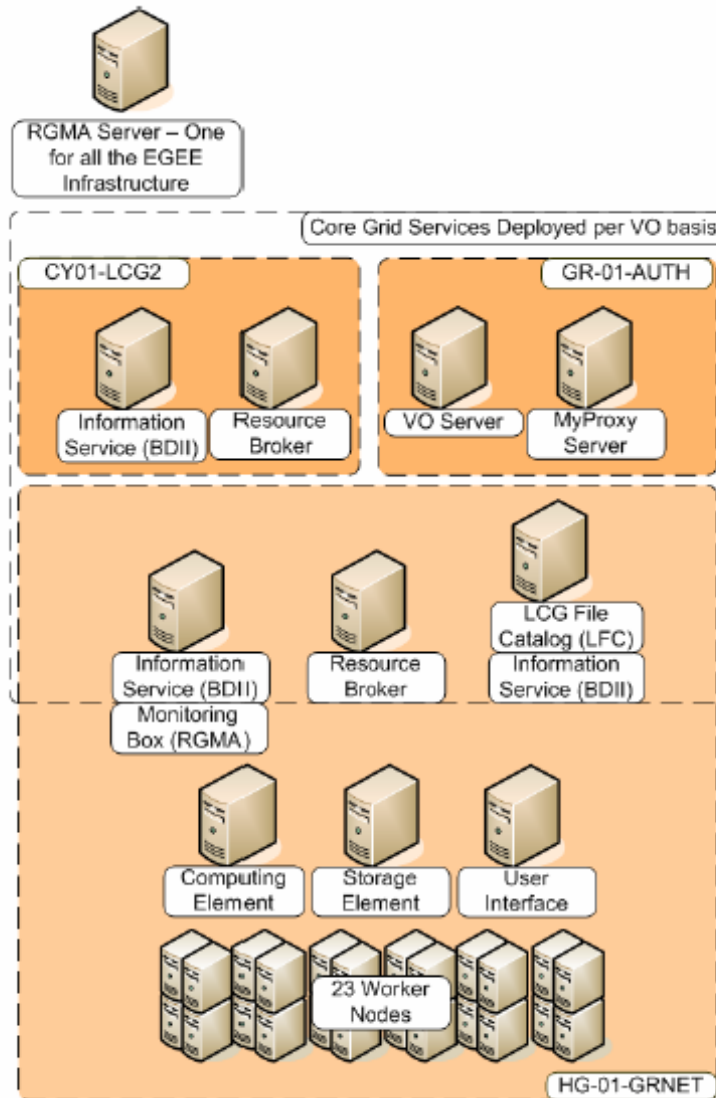 RGMA Server – One
for all the EGEE
Infrastructure
Core Grid Services Deployed per VO basis
CY01-LCG2
GR-01-AUTH
Information
Service (BDII)
Resource
Broker
VO Server
MyProxy
Server
Information
Service (BDII)
Monitoring
Box (RGMA)
Resource
Broker
LCG File
Catalog (LFC)
Information
Service (BDII)
Computing
Element
Storage
Element
User
Interface
23 Worker
Nodes
HG-01-GRNET